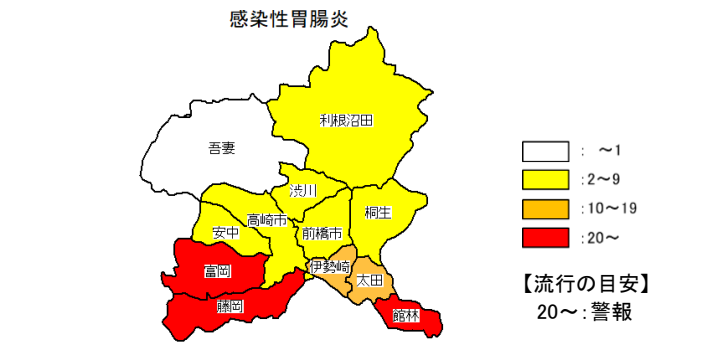 感染性胃腸炎
利根沼田
吾妻
渋川
桐生
高崎市
安中
前橋市
伊勢崎
富岡
太田
藤岡
館林
: ～1
:2～9
:10～19
:20～
【流行の目安】
20～:警報